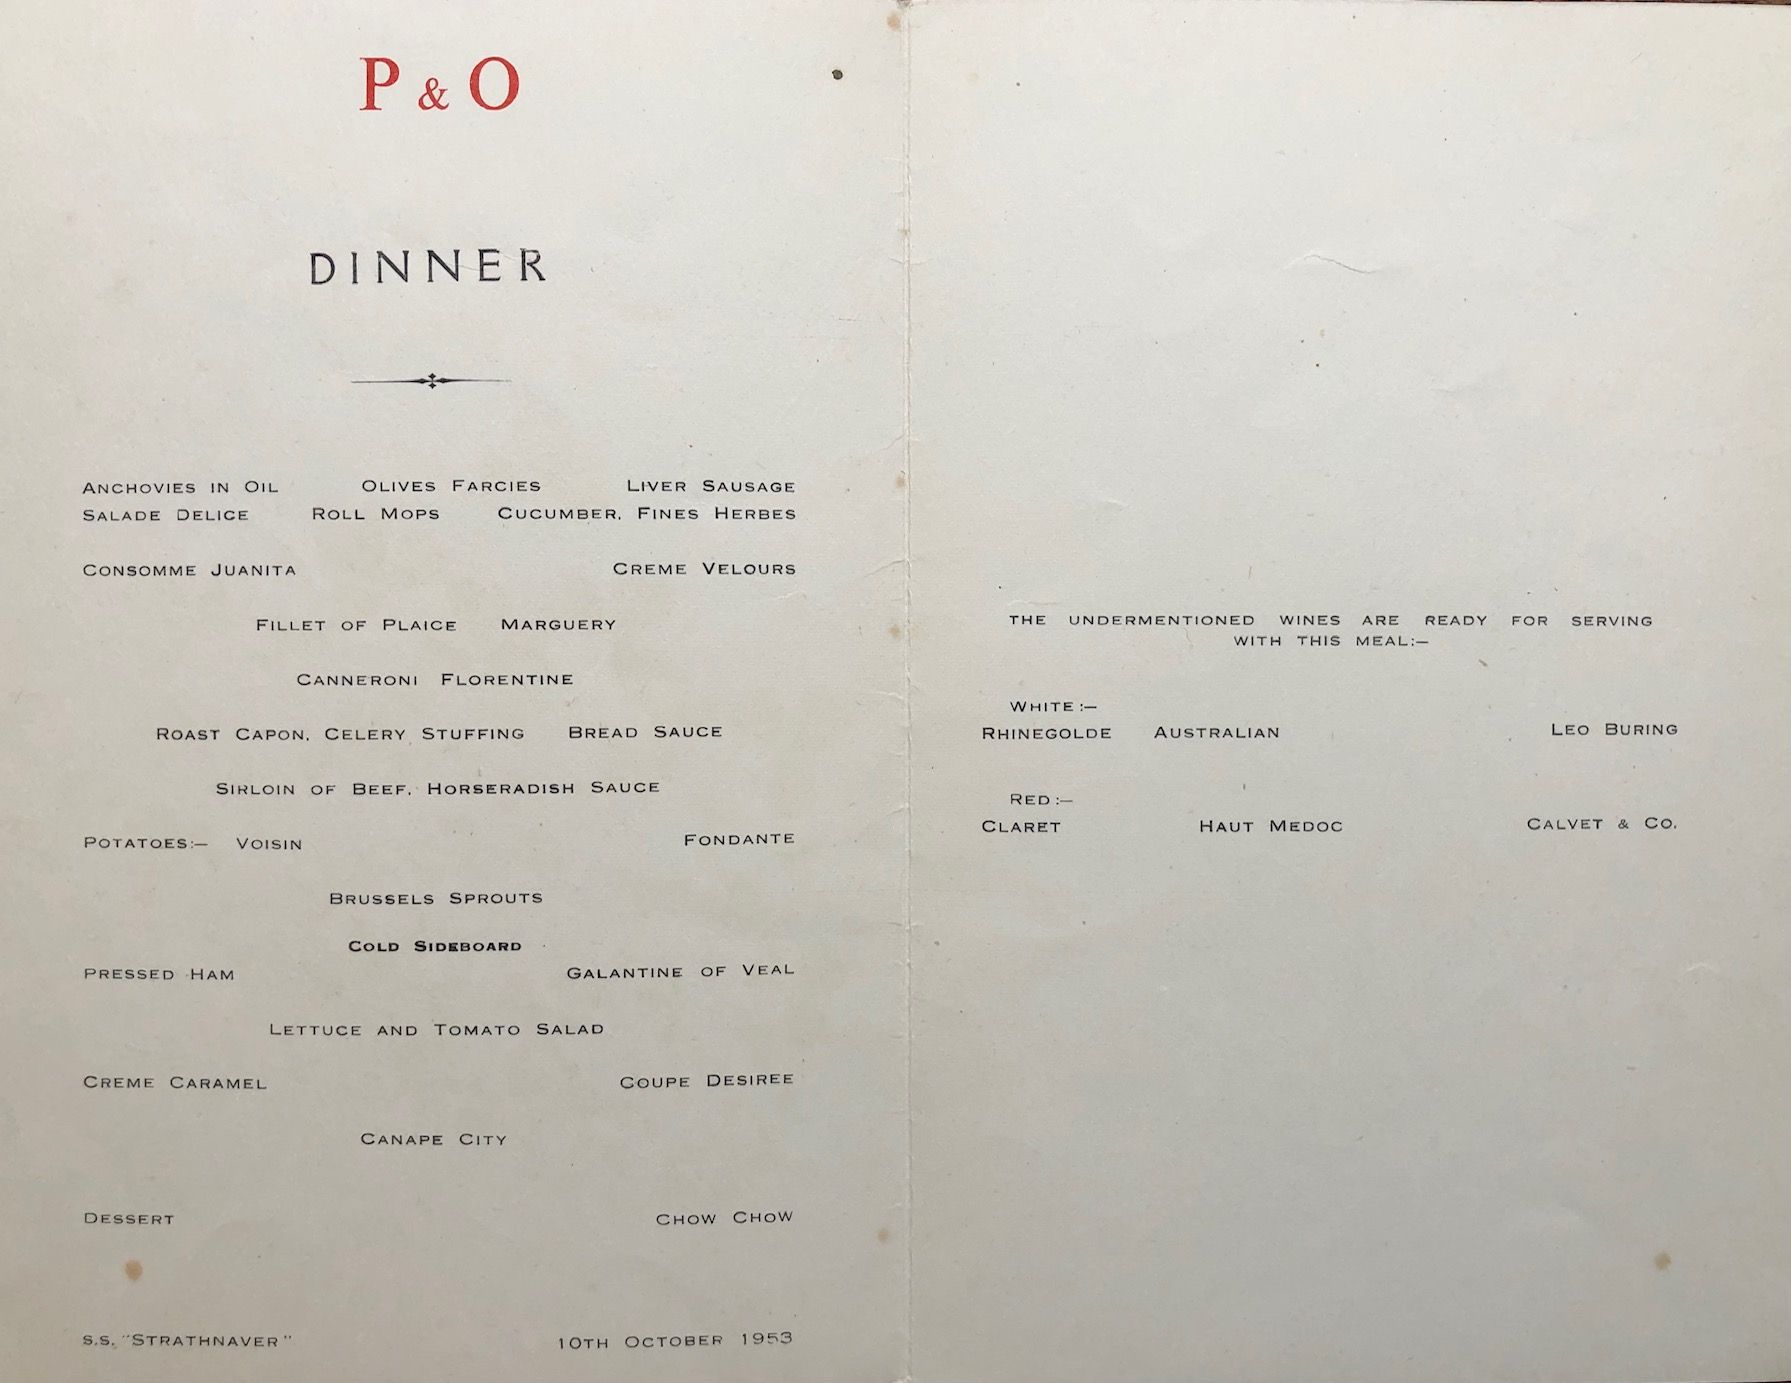 P & O
DINNER
ANCHOVIES IN OIL OLIVES FARCIES LIVER SAUSAGE
SALADE DELICE ROLL MOPS CUCUMBER, FINES HERBES
CONSOMME JUANITA CREME VELOURS
FILLET OF PLAICE MARGUERY
CANNERONI FLORENTINE
ROAST CAPON, CELERY STUFFING BREAD SAUCE
SIRLOIN OF BEEF, HORSERADISH SAUCE
POTATOES:— VOISIN FONDANTE
BRUSSELS SPROUTS
COLD SIDEBOARD
PRESSED HAM GALANTINE OF VEAL
LETTUCE AND TOMATO SALAD
CREME CARAMEL COUPE DESIREE
CANAPE CITY
DESSERT CHOW CHOW
S.S. "STRATHNAVER" 10TH OCTOBER 1953
THE UNDERMENTIONED WINES ARE READY FOR SERVING
WITH THIS MEAL:—
WHITE:—
RHINEGOLDE AUSTRALIAN LEO BURING
RED:—
CLARET HAUT MEDOC CALVET & CO.